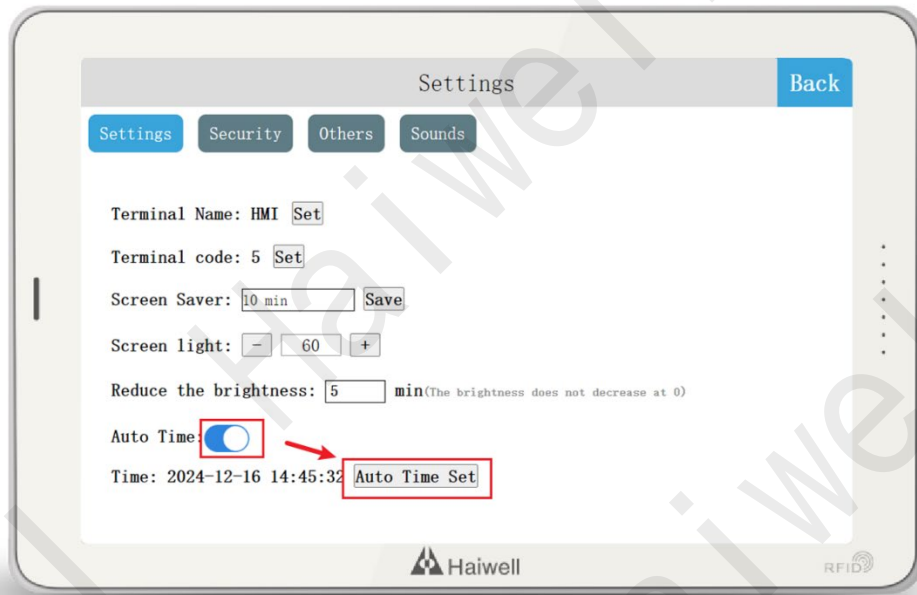 Settings
Back
Settings Security Others Sounds
Terminal Name: HMI Set
Terminal code: 5 Set
Screen Saver: 10 min Save
Screen light: - 60 +
Reduce the brightness: 5 min(The brightness does not decrease at 0)
Auto Time:
Time: 2024-12-16 14:45:32 Auto Time Set
Haiwell
RFID
Haiwell